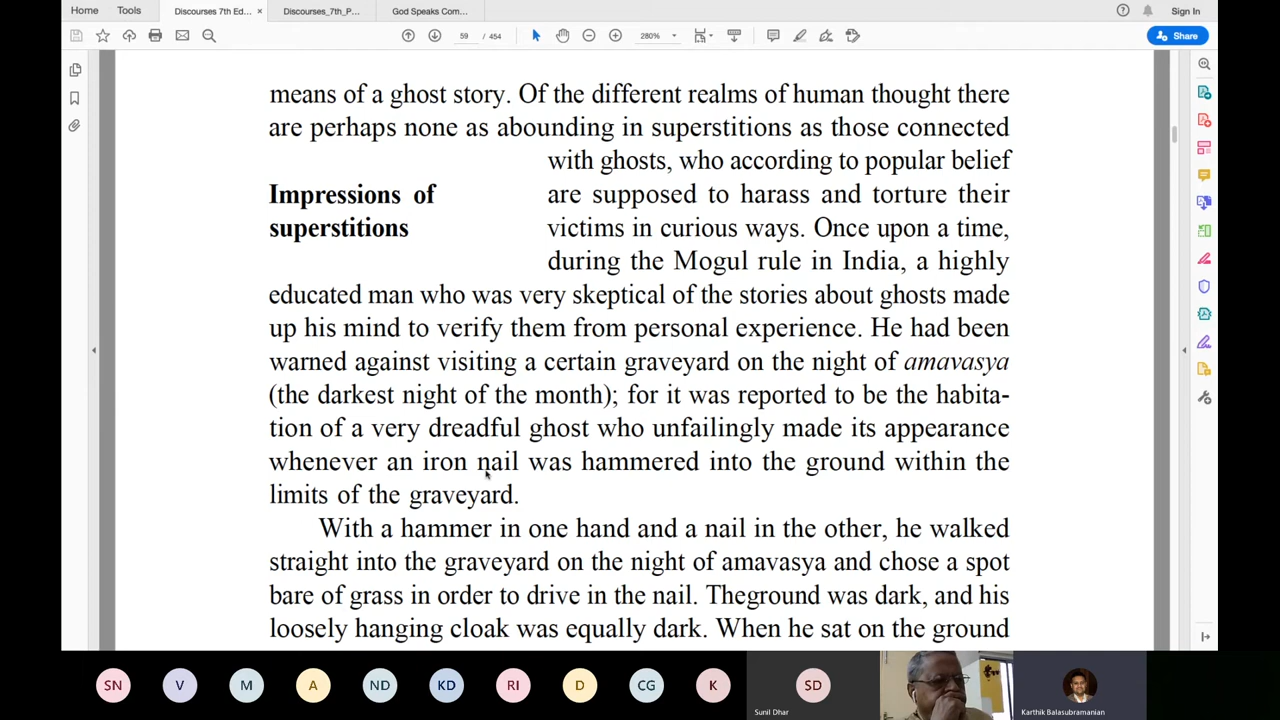 Home Tools Discourses 7th Ed... × Discourses_7th_P... God Speaks Com... Sign In
59 / 454 280% Share
means of a ghost story. Of the different realms of human thought there
are perhaps none as abounding in superstitions as those connected
with ghosts, who according to popular belief
Impressions of are supposed to harass and torture their
superstitions victims in curious ways. Once upon a time,
during the Mogul rule in India, a highly
educated man who was very skeptical of the stories about ghosts made
up his mind to verify them from personal experience. He had been
warned against visiting a certain graveyard on the night of amavasya
(the darkest night of the month); for it was reported to be the habita-
tion of a very dreadful ghost who unfailingly made its appearance
whenever an iron nail was hammered into the ground within the
limits of the graveyard.
With a hammer in one hand and a nail in the other, he walked
straight into the graveyard on the night of amavasya and chose a spot
bare of grass in order to drive in the nail. Theground was dark, and his
loosely hanging cloak was equally dark. When he sat on the ground
SN V M A ND KD RI D CG K SD
Sunil Dhar Karthik Balasubramanian